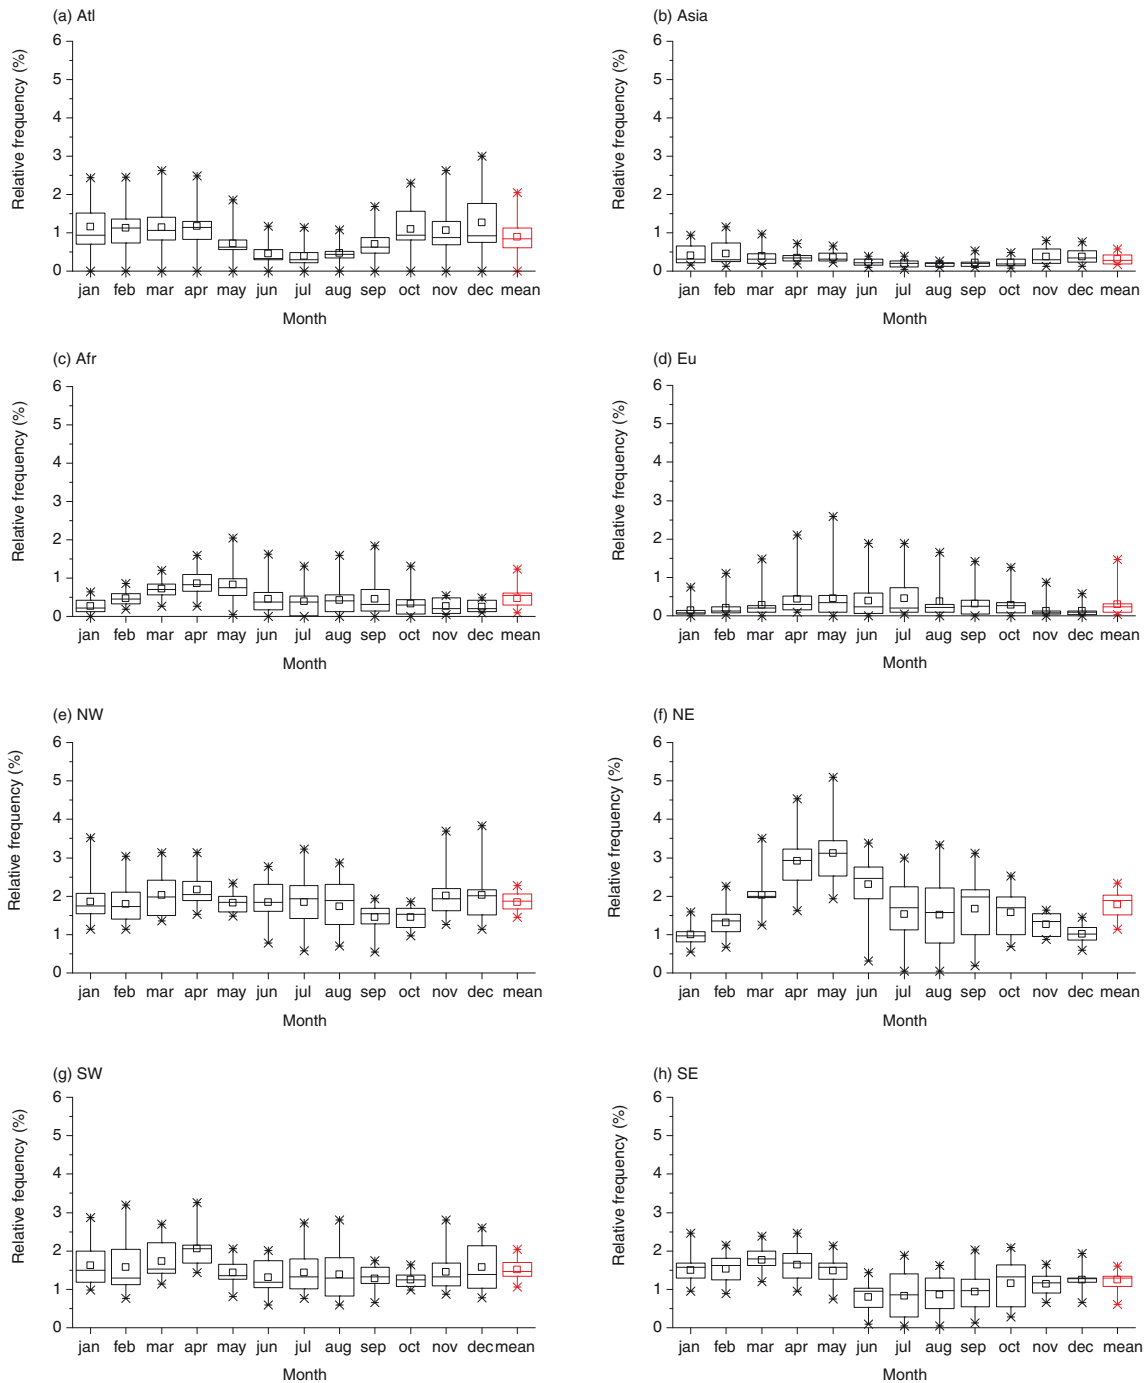 (a) Atl
Relative frequency (%)
6
5
4
3
2
1
0
jan feb mar apr may jun jul aug sep oct nov dec mean
Month
(b) Asia
Relative frequency (%)
6
5
4
3
2
1
0
jan feb mar apr may jun jul aug sep oct nov dec mean
Month
(c) Afr
Relative frequency (%)
6
5
4
3
2
1
0
jan feb mar apr may jun jul aug sep oct nov dec mean
Month
(d) Eu
Relative frequency (%)
6
5
4
3
2
1
0
jan feb mar apr may jun jul aug sep oct nov dec mean
Month
(e) NW
Relative frequency (%)
6
5
4
3
2
1
0
jan feb mar apr may jun jul aug sep oct nov dec mean
Month
(f) NE
Relative frequency (%)
6
5
4
3
2
1
0
jan feb mar apr may jun jul aug sep oct nov dec mean
Month
(g) SW
Relative fequency (%)
6
5
4
3
2
1
0
jan feb mar apr may jun jul aug sep oct nov dec mean
Month
(h) SE
Relative frequency (%)
6
5
4
3
2
1
0
jan feb mar apr may jun jul aug sep oct nov dec mean
Month